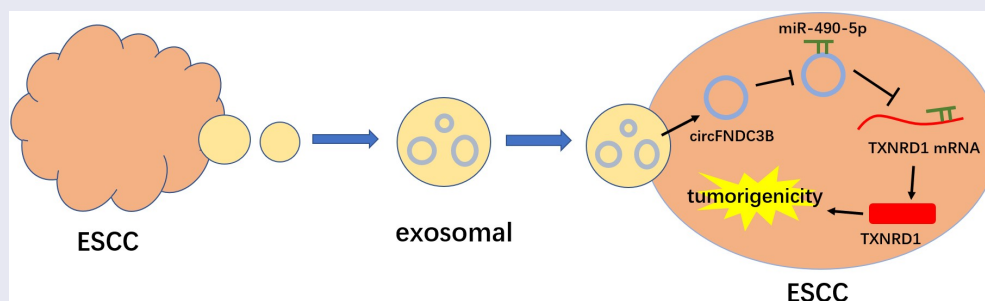 ESCC
exosomal
miR-490-5p
circFNDC3B
TXNRD1 mRNA
tumorigenicity
TXNRD1
ESCC